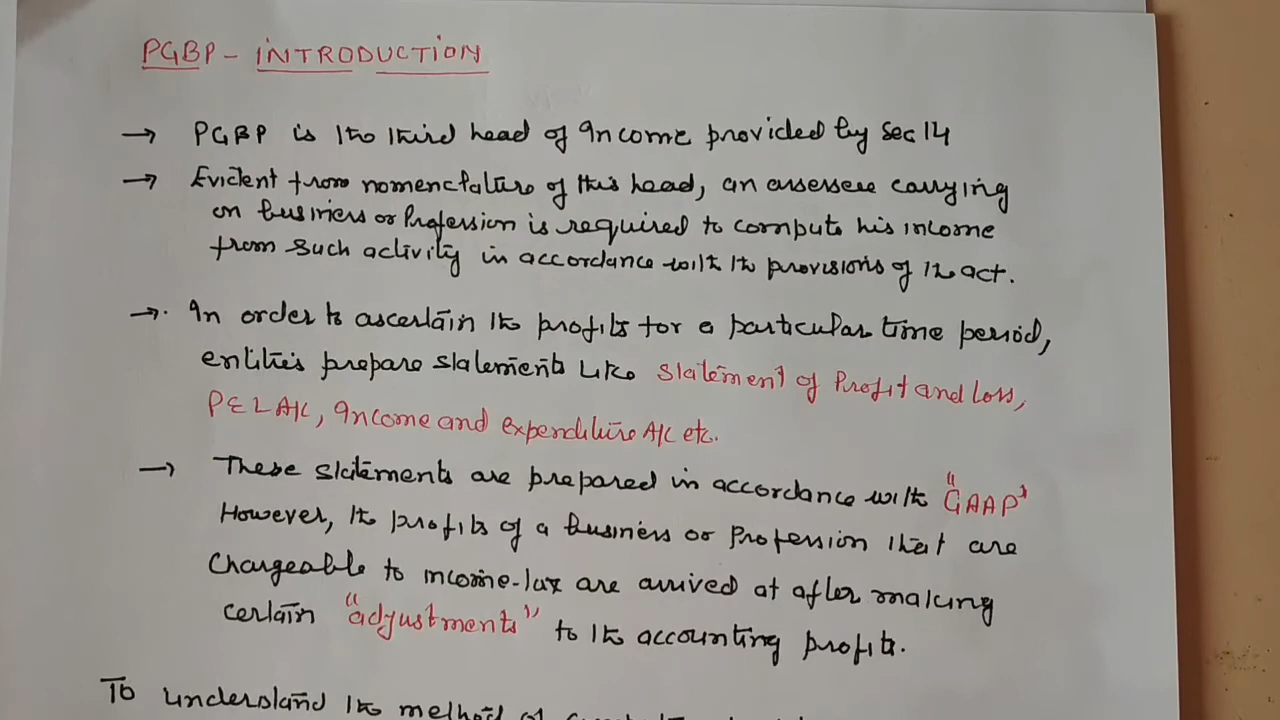 PGBP - INTRODUCTION
→ PGBP is the third head of Income provided by Sec 14
→ Evident from nomenclature of this head, an assessee carrying
on business or Profession is required to compute his income
from such activity in accordance with the provisions of the act.
→ In order to ascertain the profits for a particular time period,
entities prepare statements like Statement of Profit and Loss,
P&L A/c, Income and expenditure A/c etc.
→ These statements are prepared in accordance with "GAAP"
However, the profits of a business or Profession that are
Chargeable to income-tax are arrived at after making
certain "adjustments" to the accounting profits.
To understand the method of